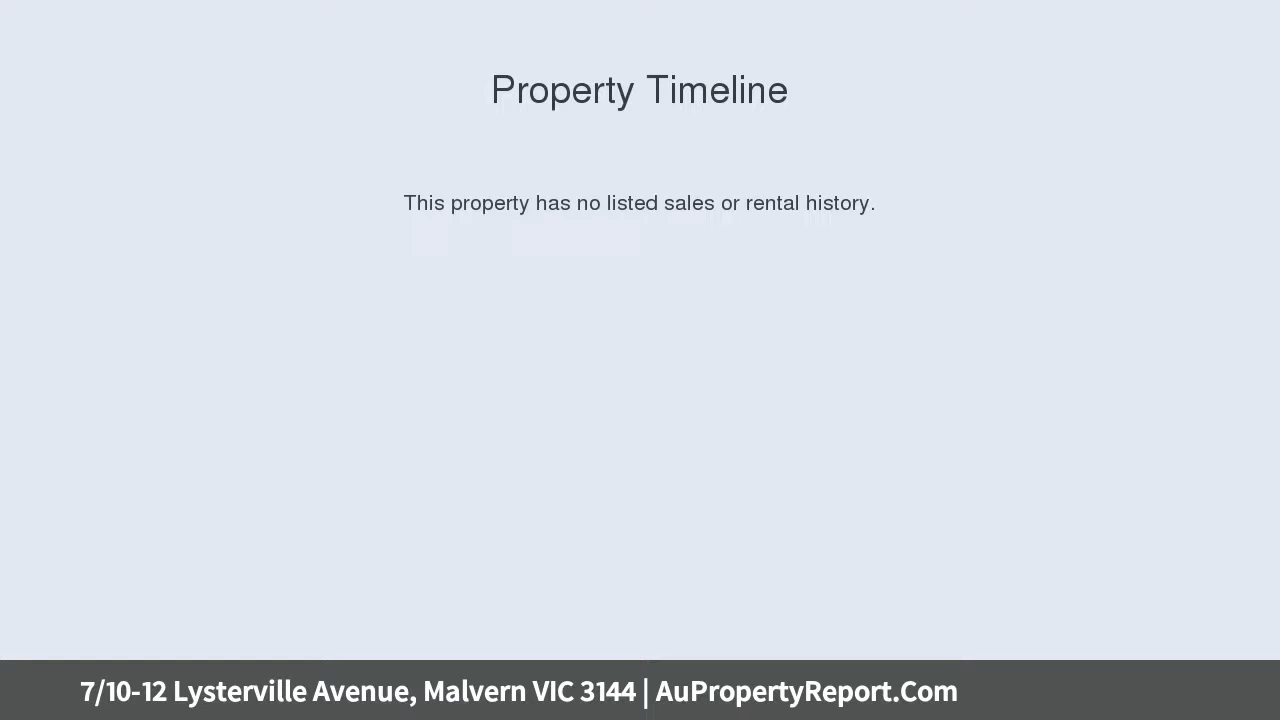 Property Timeline
This property has no listed sales or rental history.
7/10-12 Lysterville Avenue, Malvern VIC 3144 | AuPropertyReport.Com